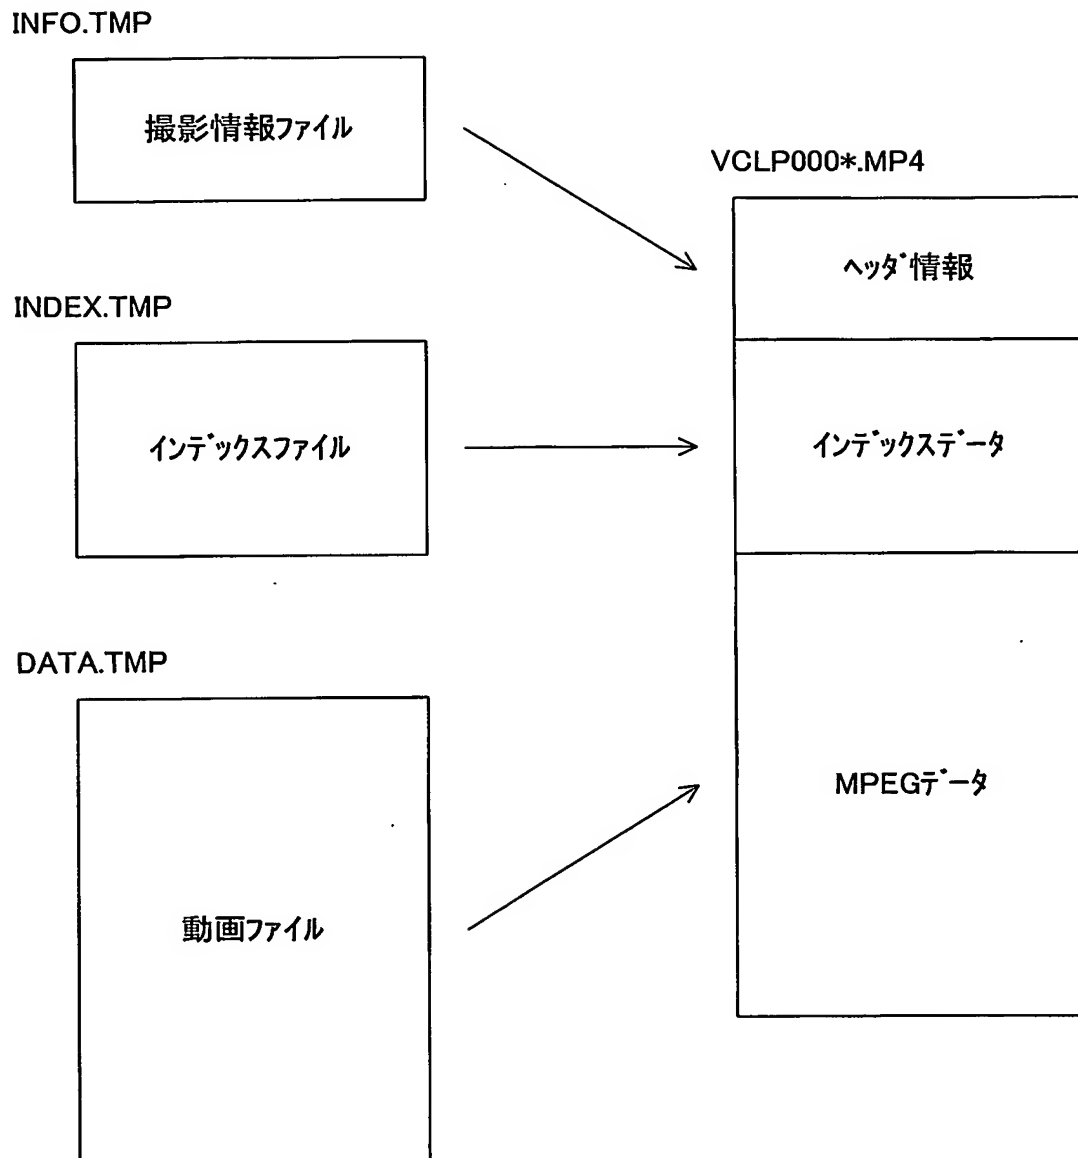 INFO.TMP
撮影情報ファイル
INDEX.TMP
インデックスファイル
DATA.TMP
動画ファイル
VCLP000*.MP4
ヘッダ情報
インデックスデータ
MPEGデータ